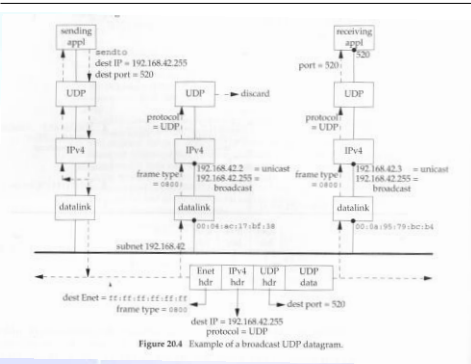 sending
appl
sendto
dest IP = 192.168.42.255
dest port = 520
receiving
appl
520
port = 520
UDP
UDP
discard
UDP
protocol
= UDP
protocol
= UDP
IPv4
IPv4
IPv4
frame type
= 0800
192.168.42.2 = unicast
192.168.42.255 =
broadcast
frame type
= 0800
192.168.42.3 = unicast
192.168.42.255 =
broadcast
datalink
datalink
datalink
00:04:ac:17:bf:38
00:0a:95:79:bc:b4
subnet 192.168.42
Enet
hdr
IPv4
hdr
UDP
hdr
UDP
data
dest Enet = ff:ff:ff:ff:ff:ff
frame type = 0800
dest port = 520
dest IP = 192.168.42.255
protocol = UDP
Figure 20.4 Example of a broadcast UDP datagram.